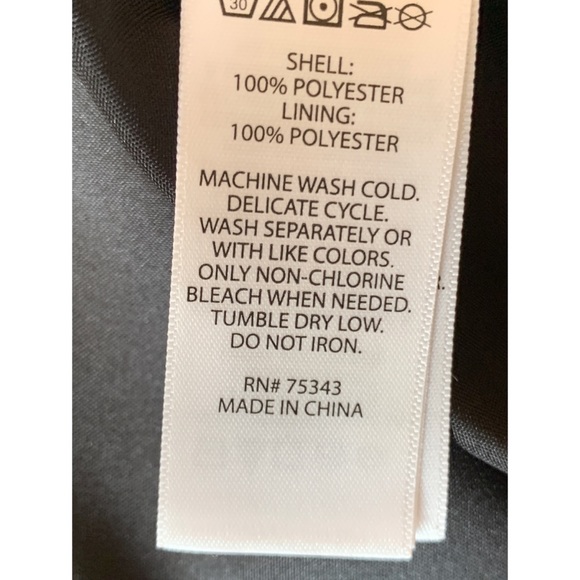 30
SHELL:
100% POLYESTER
LINING:
100% POLYESTER
MACHINE WASH COLD.
DELICATE CYCLE.
WASH SEPARATELY OR
WITH LIKE COLORS.
ONLY NON-CHLORINE
BLEACH WHEN NEEDED.
TUMBLE DRY LOW.
DO NOT IRON.
RN# 75343
MADE IN CHINA